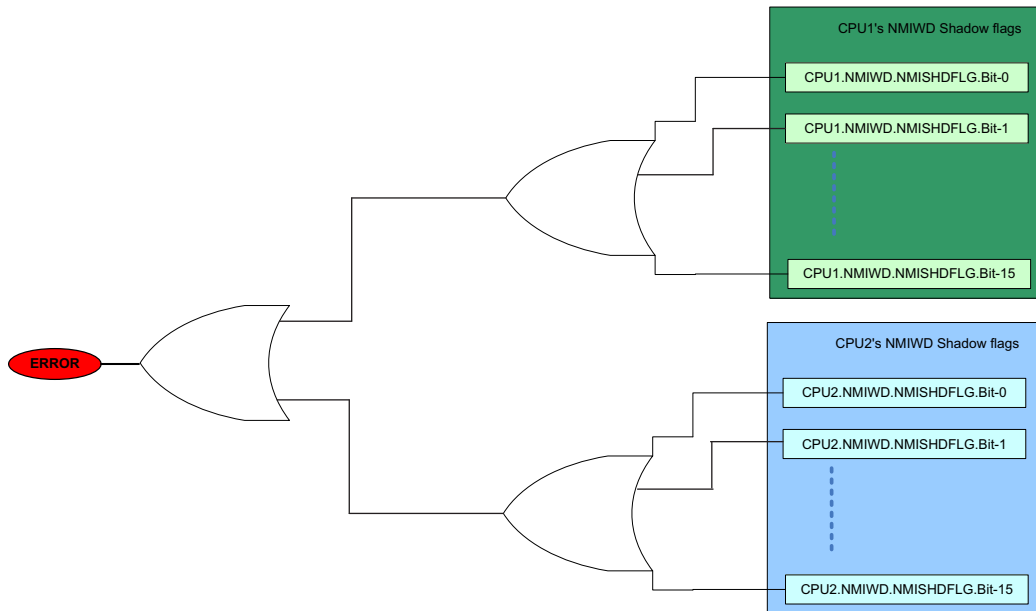 CPU1's NMIWD Shadow flags
CPU1.NMIWD.NMISHDFLG.Bit-0
CPU1.NMIWD.NMISHDFLG.Bit-1
CPU1.NMIWD.NMISHDFLG.Bit-15
ERROR
CPU2's NMIWD Shadow flags
CPU2.NMIWD.NMISHDFLG.Bit-0
CPU2.NMIWD.NMISHDFLG.Bit-1
CPU2.NMIWD.NMISHDFLG.Bit-15